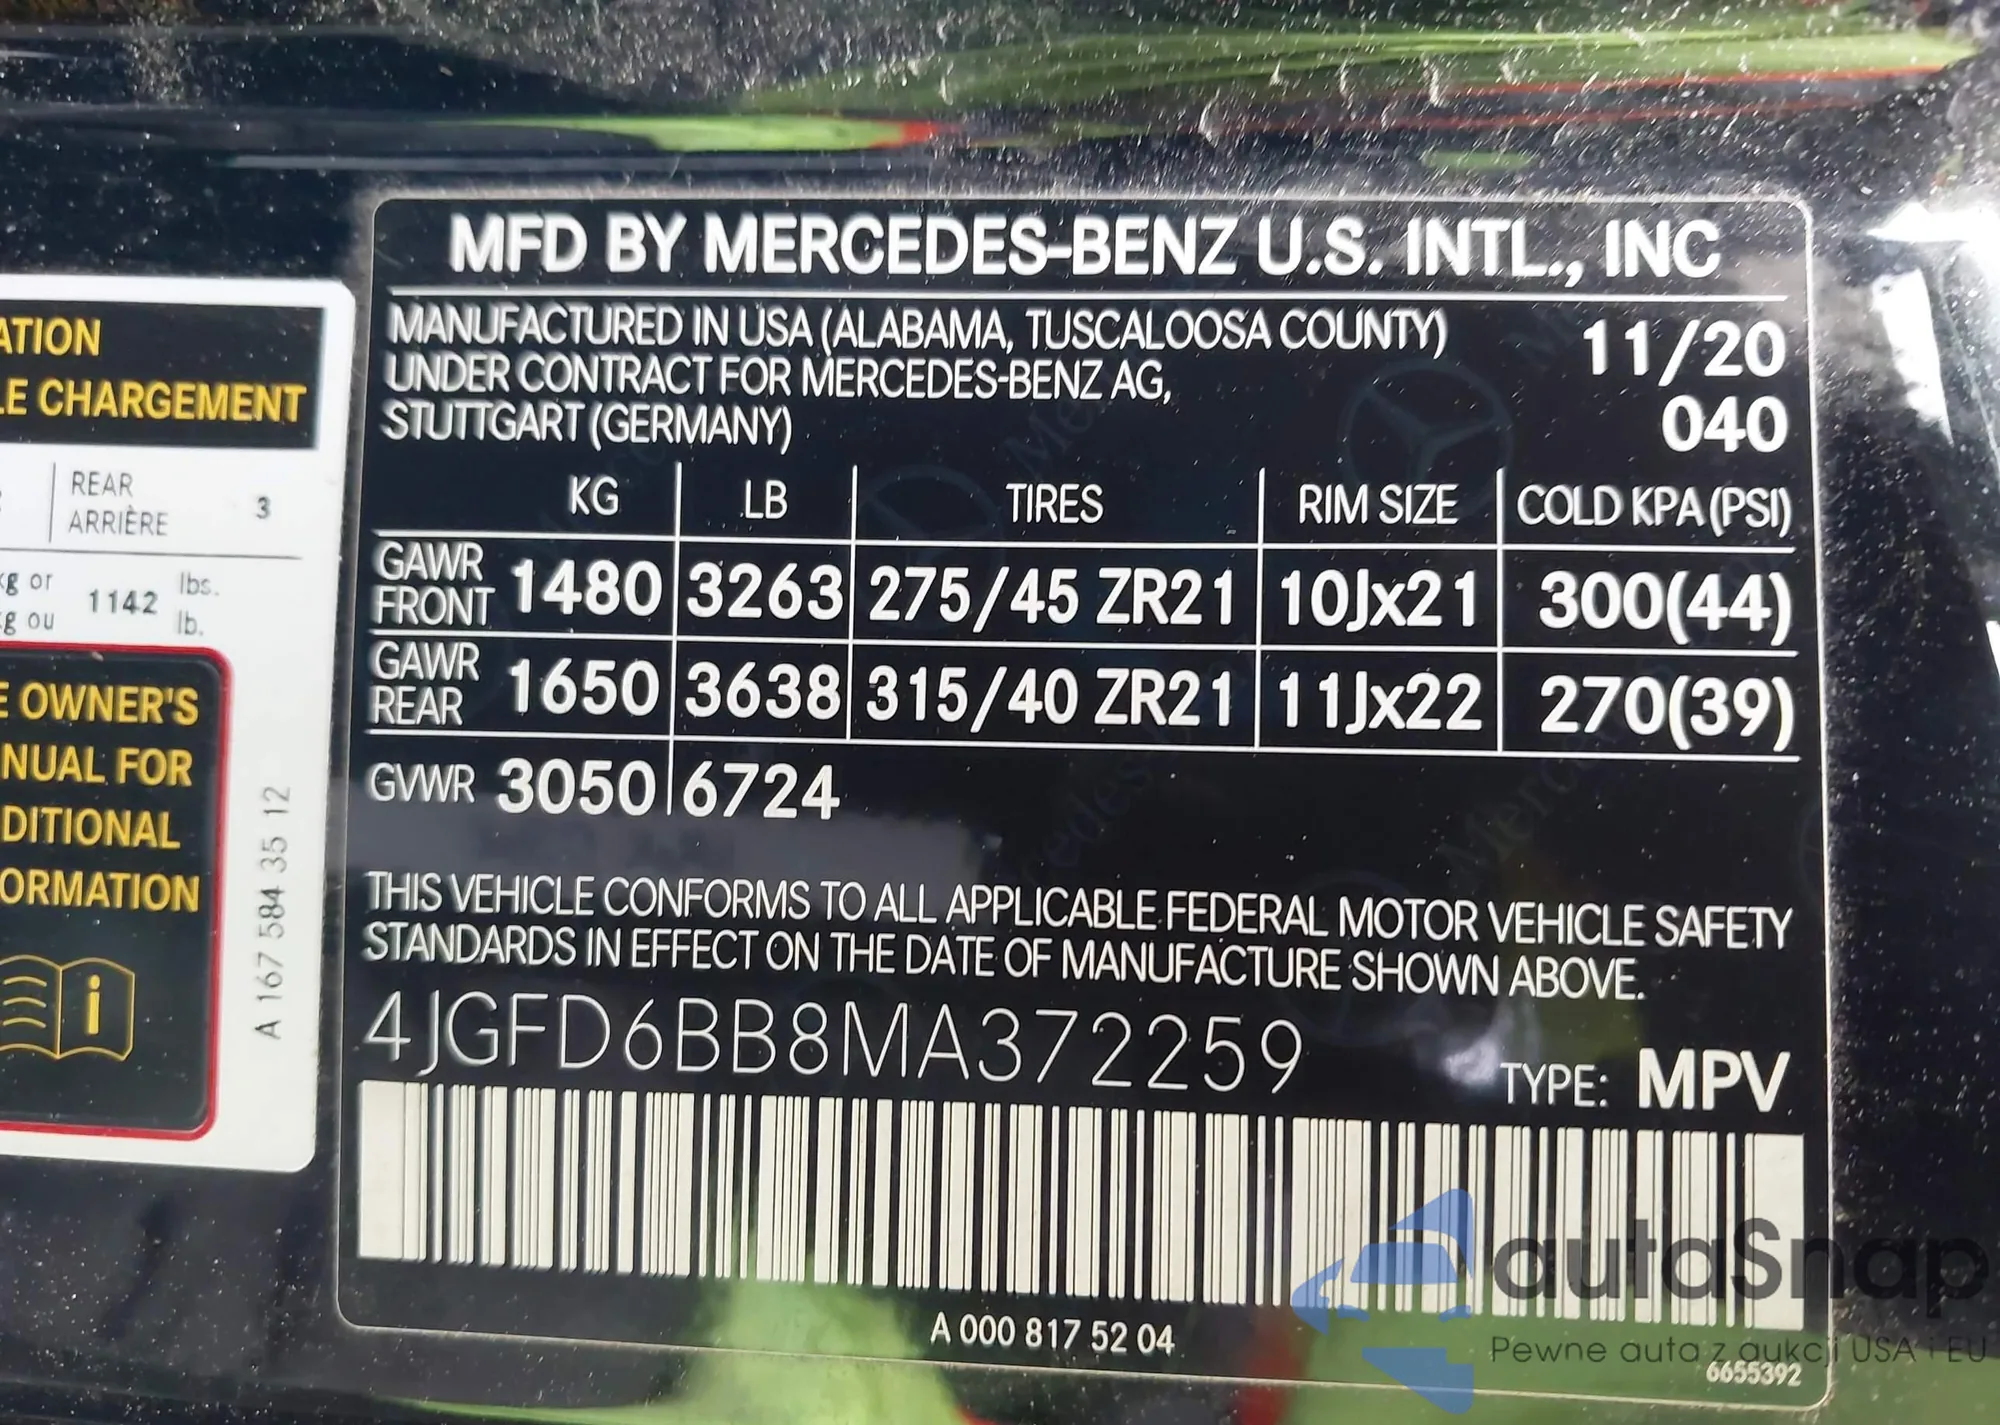 ATION
LE CHARGEMENT
REAR
ARRIÈRE 3
kg or
kg ou 1142 lbs.
lb.
E OWNER'S
NUAL FOR
DITIONAL
ORMATION
i
A 167 584 35 12
MFD BY MERCEDES-BENZ U.S. INTL., INC
MANUFACTURED IN USA (ALABAMA, TUSCALOOSA COUNTY) 11/20
UNDER CONTRACT FOR MERCEDES-BENZ AG,
STUTTGART (GERMANY) 040
KG LB TIRES RIM SIZE COLD KPA (PSI)
GAWR FRONT 1480 3263 275/45 ZR21 10Jx21 300(44)
GAWR REAR 1650 3638 315/40 ZR21 11Jx22 270(39)
GVWR 3050 6724
THIS VEHICLE CONFORMS TO ALL APPLICABLE FEDERAL MOTOR VEHICLE SAFETY
STANDARDS IN EFFECT ON THE DATE OF MANUFACTURE SHOWN ABOVE.
4JGFD6BB8MA372259 TYPE: MPV
A 000 817 52 04
6655392
autaSnap
Pewne auta z aukcji USA i EU